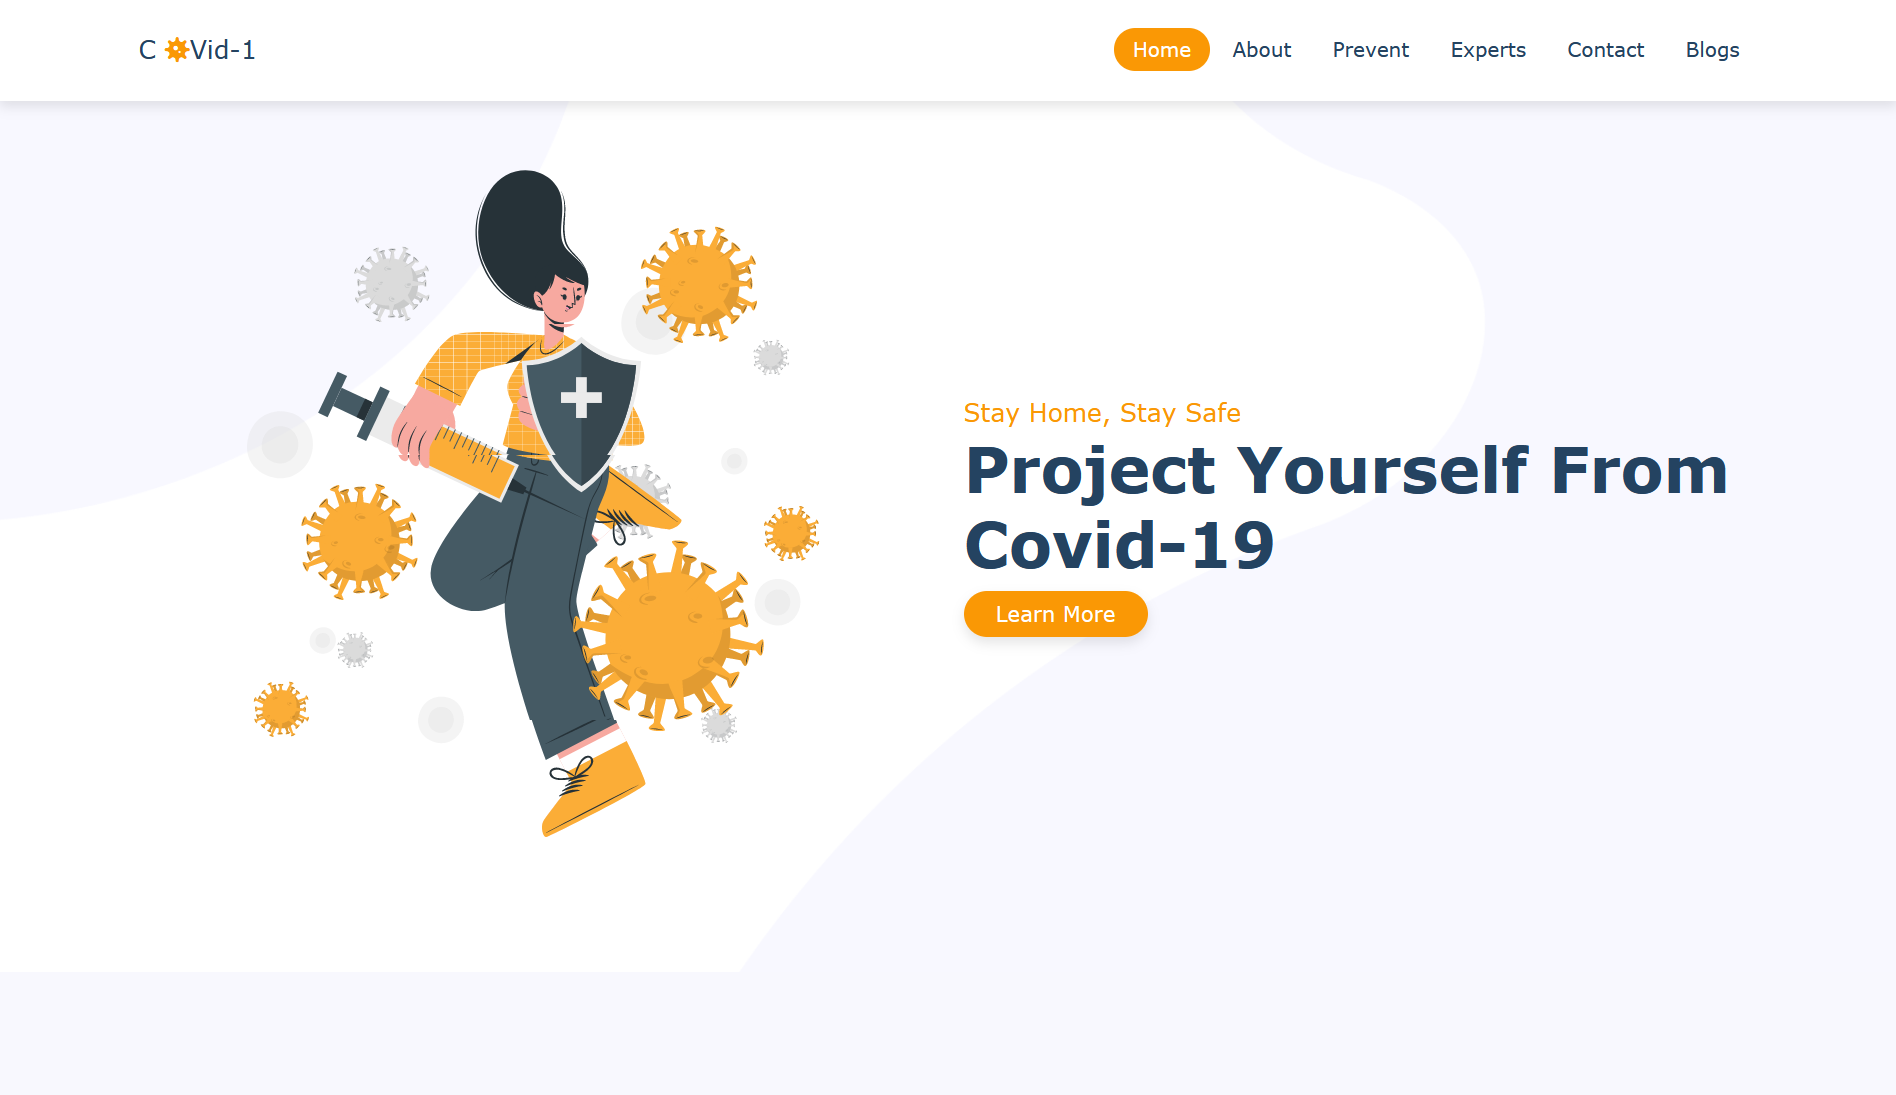 C Vid-1
Home About Prevent Experts Contact Blogs
Stay Home, Stay Safe
Project Yourself From
Covid-19
Learn More